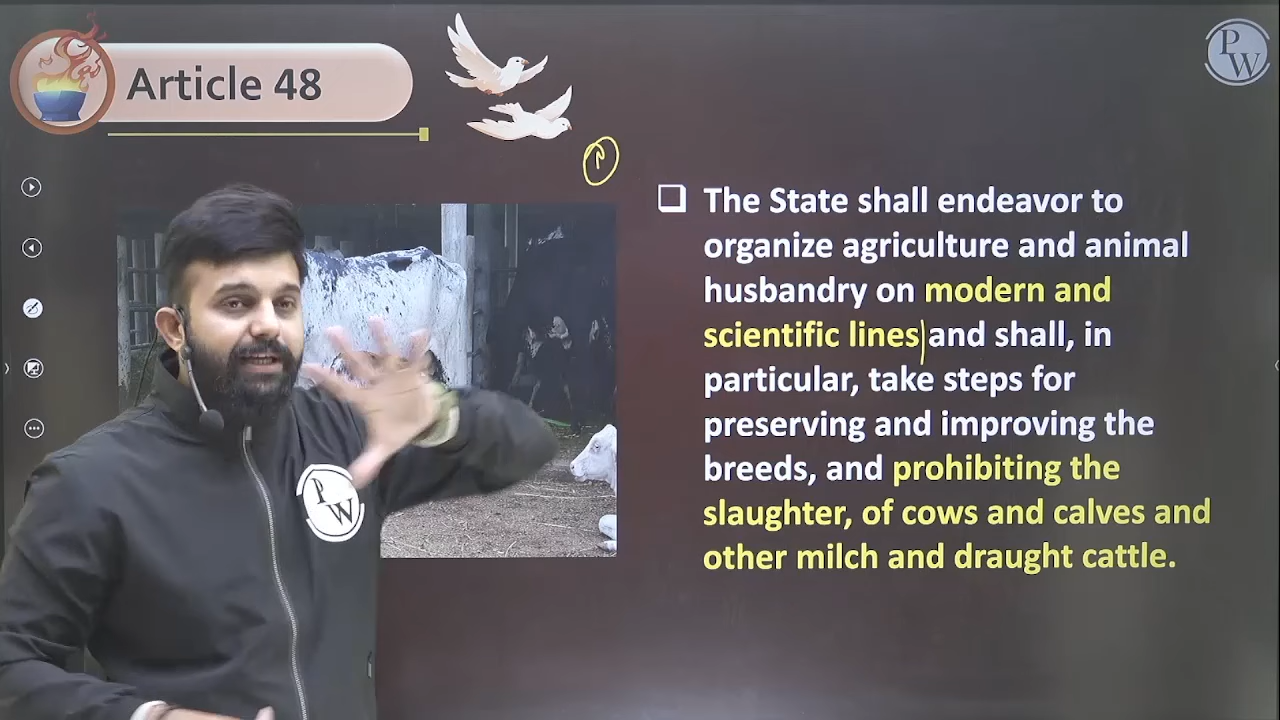 Article 48
PW
The State shall endeavor to
organize agriculture and animal
husbandry on modern and
scientific lines and shall, in
particular, take steps for
preserving and improving the
breeds, and prohibiting the
slaughter, of cows and calves and
other milch and draught cattle.
PW